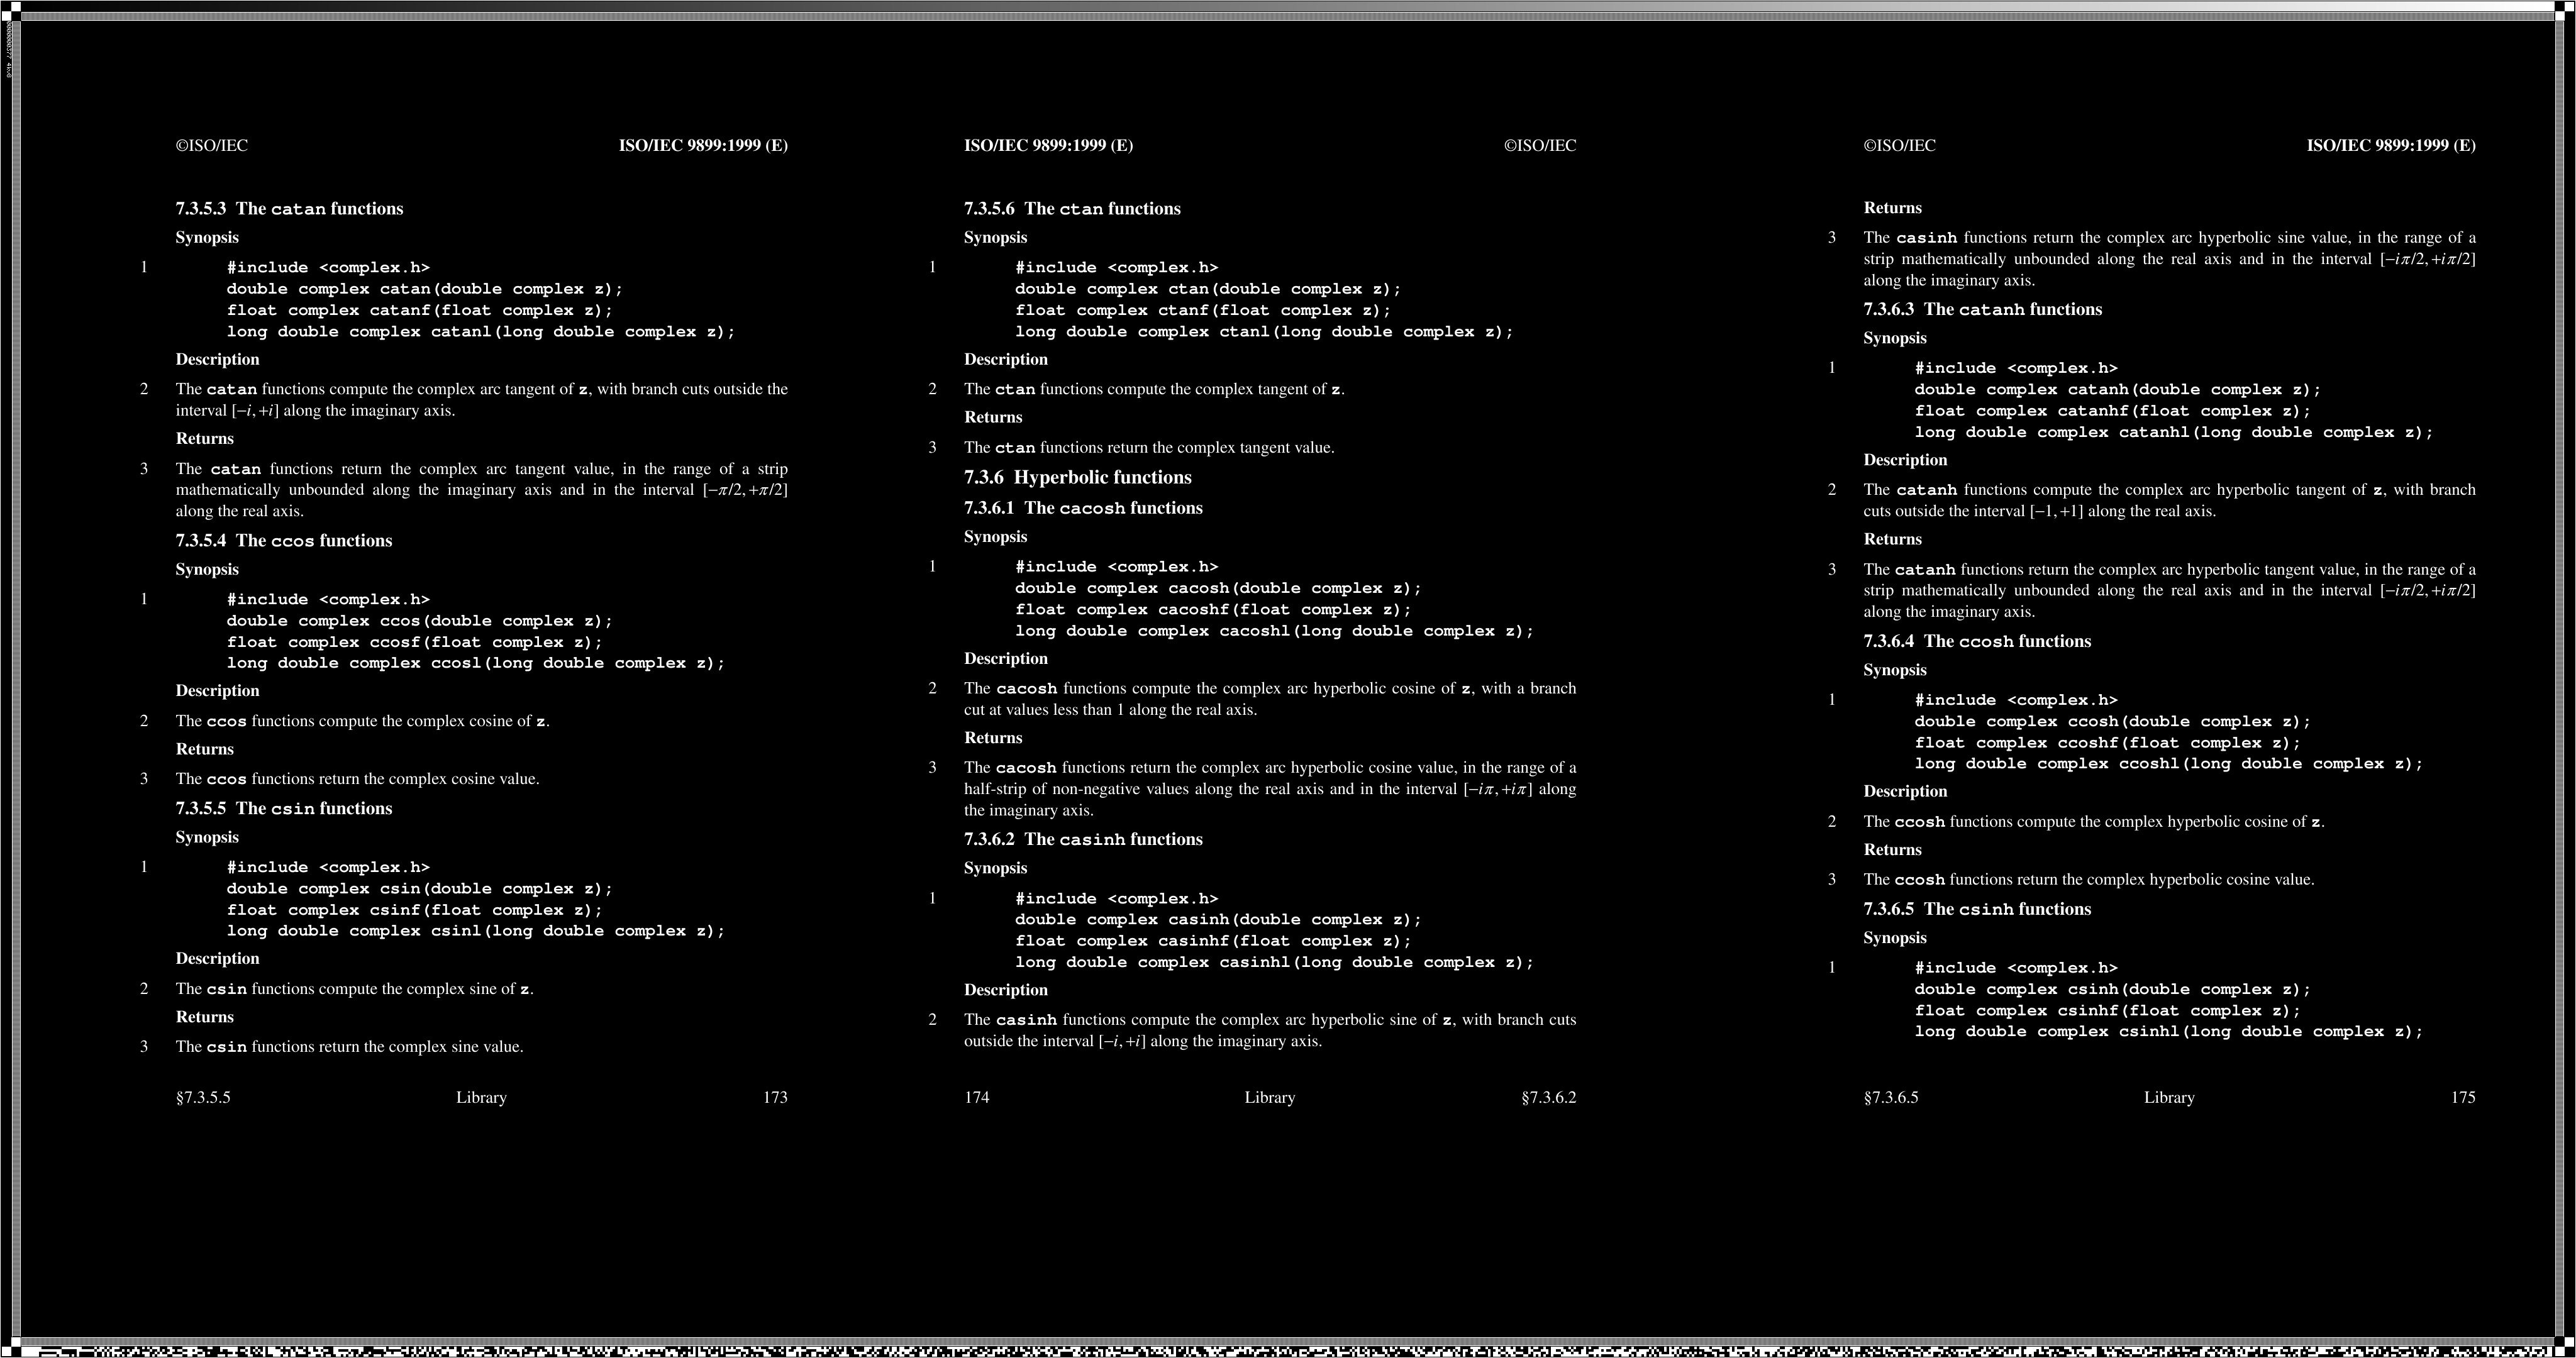 ©ISO/IEC ISO/IEC 9899:1999 (E)
7.3.5.3 The catan functions
Synopsis
1 #include <complex.h>
double complex catan(double complex z);
float complex catanf(float complex z);
long double complex catanl(long double complex z);
Description
2 The catan functions compute the complex arc tangent of z, with branch cuts outside the
interval [−i, +i] along the imaginary axis.
Returns
3 The catan functions return the complex arc tangent value, in the range of a strip
mathematically unbounded along the imaginary axis and in the interval [−π/2, +π/2]
along the real axis.
7.3.5.4 The ccos functions
Synopsis
1 #include <complex.h>
double complex ccos(double complex z);
float complex ccosf(float complex z);
long double complex ccosl(long double complex z);
Description
2 The ccos functions compute the complex cosine of z.
Returns
3 The ccos functions return the complex cosine value.
7.3.5.5 The csin functions
Synopsis
1 #include <complex.h>
double complex csin(double complex z);
float complex csinf(float complex z);
long double complex csinl(long double complex z);
Description
2 The csin functions compute the complex sine of z.
Returns
3 The csin functions return the complex sine value.
§7.3.5.5 Library 173
ISO/IEC 9899:1999 (E) ©ISO/IEC
7.3.5.6 The ctan functions
Synopsis
1 #include <complex.h>
double complex ctan(double complex z);
float complex ctanf(float complex z);
long double complex ctanl(long double complex z);
Description
2 The ctan functions compute the complex tangent of z.
Returns
3 The ctan functions return the complex tangent value.
7.3.6 Hyperbolic functions
7.3.6.1 The cacosh functions
Synopsis
1 #include <complex.h>
double complex cacosh(double complex z);
float complex cacoshf(float complex z);
long double complex cacoshl(long double complex z);
Description
2 The cacosh functions compute the complex arc hyperbolic cosine of z, with a branch
cut at values less than 1 along the real axis.
Returns
3 The cacosh functions return the complex arc hyperbolic cosine value, in the range of a
half-strip of non-negative values along the real axis and in the interval [−iπ, +iπ] along
the imaginary axis.
7.3.6.2 The casinh functions
Synopsis
1 #include <complex.h>
double complex casinh(double complex z);
float complex casinhf(float complex z);
long double complex casinhl(long double complex z);
Description
2 The casinh functions compute the complex arc hyperbolic sine of z, with branch cuts
outside the interval [−i, +i] along the imaginary axis.
174 Library §7.3.6.2
©ISO/IEC ISO/IEC 9899:1999 (E)
Returns
3 The casinh functions return the complex arc hyperbolic sine value, in the range of a
strip mathematically unbounded along the real axis and in the interval [−iπ/2, +iπ/2]
along the imaginary axis.
7.3.6.3 The catanh functions
Synopsis
1 #include <complex.h>
double complex catanh(double complex z);
float complex catanhf(float complex z);
long double complex catanhl(long double complex z);
Description
2 The catanh functions compute the complex arc hyperbolic tangent of z, with branch
cuts outside the interval [−1, +1] along the real axis.
Returns
3 The catanh functions return the complex arc hyperbolic tangent value, in the range of a
strip mathematically unbounded along the real axis and in the interval [−iπ/2, +iπ/2]
along the imaginary axis.
7.3.6.4 The ccosh functions
Synopsis
1 #include <complex.h>
double complex ccosh(double complex z);
float complex ccoshf(float complex z);
long double complex ccoshl(long double complex z);
Description
2 The ccosh functions compute the complex hyperbolic cosine of z.
Returns
3 The ccosh functions return the complex hyperbolic cosine value.
7.3.6.5 The csinh functions
Synopsis
1 #include <complex.h>
double complex csinh(double complex z);
float complex csinhf(float complex z);
long double complex csinhl(long double complex z);
§7.3.6.5 Library 175